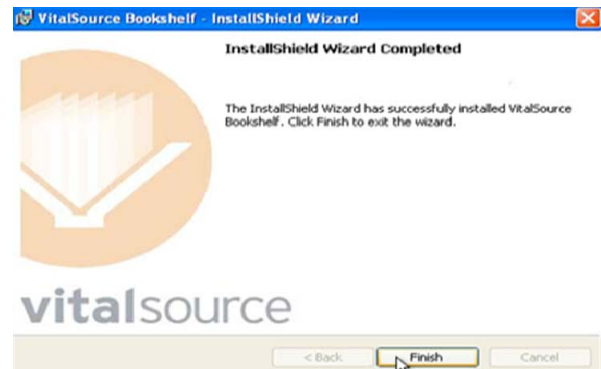 VitalSource Bookshelf - InstallShield Wizard
InstallShield Wizard Completed
The InstallShield Wizard has successfully installed VitalSource
Bookshelf. Click Finish to exit the wizard.
vitalsource
< Back Finish Cancel